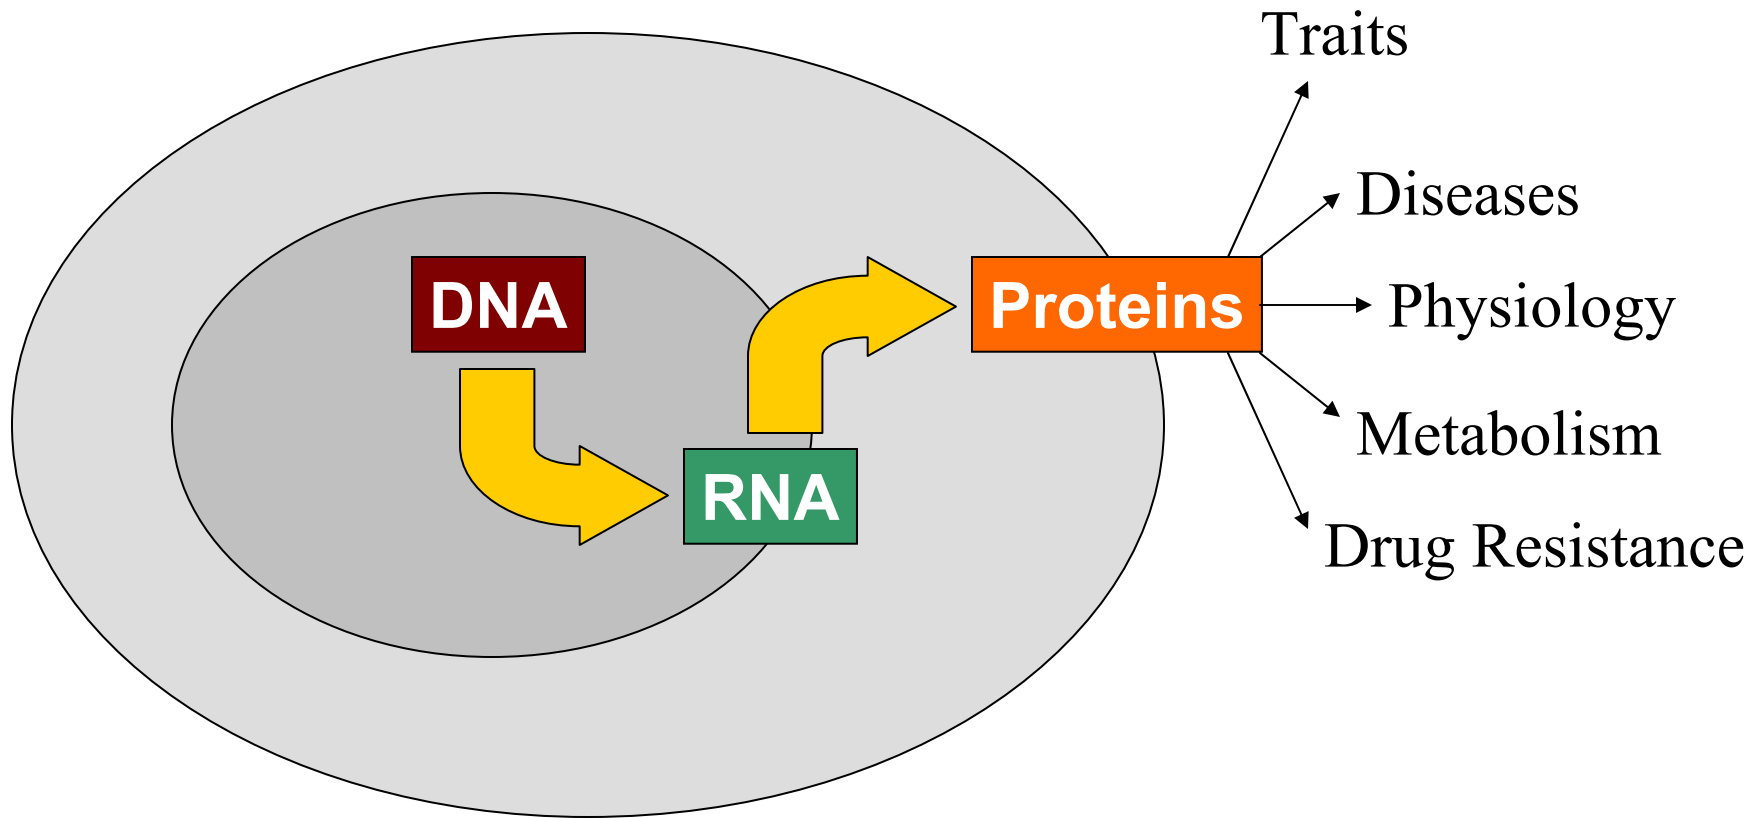 Traits
Diseases
DNA
Proteins
Physiology
Metabolism
RNA
Drug Resistance